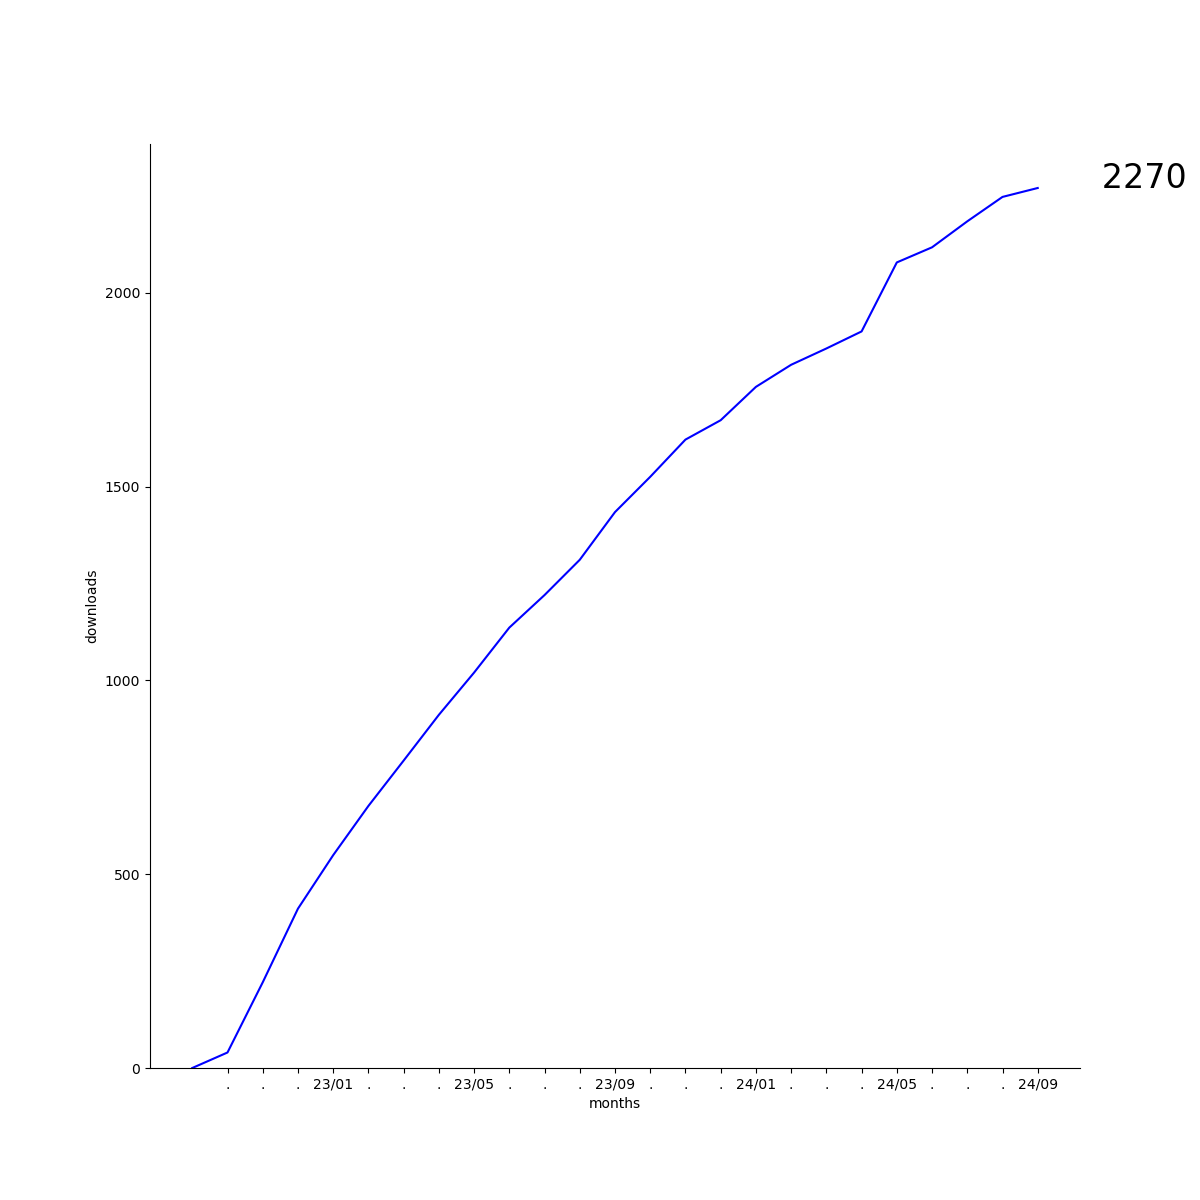 2270
2000
1500
downloads
1000
500
0
. . . 23/01 . . . 23/05 . . . 23/09 . . . 24/01 . . . 24/05 . . . 24/09
months